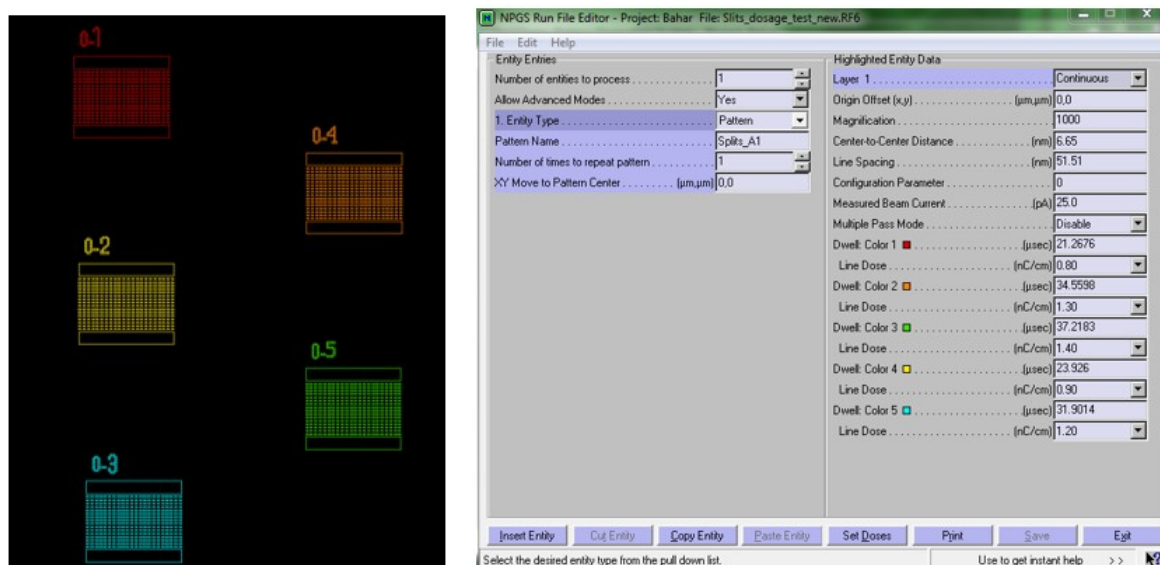 0-1
0-4
0-2
0-5
0-3
NPGS Run File Editor - Project: Bahar File: Slits_dosage_test_new.RF6
File Edit Help
Entity Entries
Number of entities to process 1
Allow Advanced Modes Yes
1. Entity Type Pattern
Pattern Name Splits_A1
Number of times to repeat pattern 1
XY Move to Pattern Center (µm,µm) 0,0
Highlighted Entity Data
Layer 1 Continuous
Origin Offset (x,y) (µm,µm) 0,0
Magnification 1000
Center-to-Center Distance (nm) 6.65
Line Spacing (nm) 51.51
Configuration Parameter 0
Measured Beam Current (pA) 25.0
Multiple Pass Mode Disable
Dwell: Color 1 (µsec) 21.2676
Line Dose (nC/cm) 0.80
Dwell: Color 2 (µsec) 34.5598
Line Dose (nC/cm) 1.30
Dwell: Color 3 (µsec) 37.2183
Line Dose (nC/cm) 1.40
Dwell: Color 4 (µsec) 23.926
Line Dose (nC/cm) 0.90
Dwell: Color 5 (µsec) 31.9014
Line Dose (nC/cm) 1.20
Insert Entity Cut Entity Copy Entity Paste Entity Set Doses Print Save Exit
Select the desired entity type from the pull down list. Use to get instant help >>